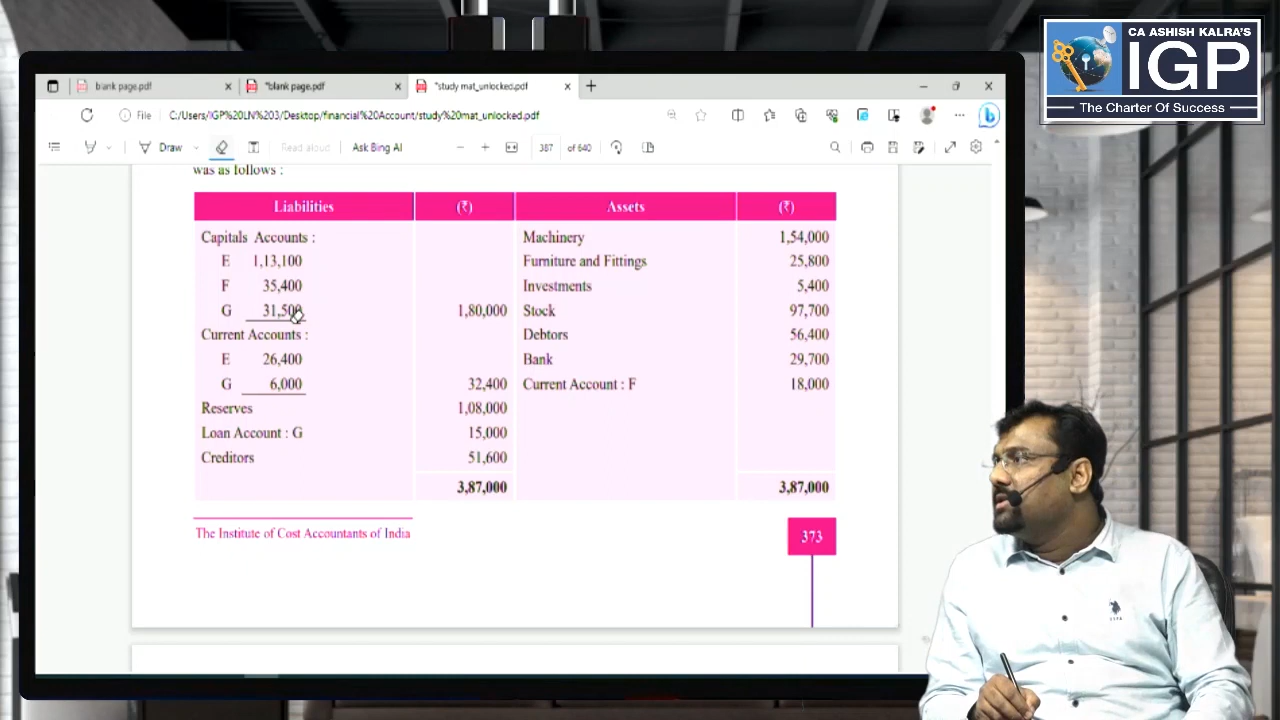 CA ASHISH KALRA'S
IGP
The Charter Of Success
blank page.pdf
*blank page.pdf
*study mat_unlocked.pdf
File
C:/Users/IGP%20LN%203/Desktop/financial%20Account/study%20mat_unlocked.pdf
Draw
Read aloud
Ask Bing AI
387 of 640
was as follows :
Liabilities (₹) Assets (₹)
Capitals Accounts : Machinery 1,54,000
E 1,13,100 Furniture and Fittings 25,800
F 35,400 Investments 5,400
G 31,500 1,80,000 Stock 97,700
Current Accounts : Debtors 56,400
E 26,400 Bank 29,700
G 6,000 32,400 Current Account : F 18,000
Reserves 1,08,000
Loan Account : G 15,000
Creditors 51,600
3,87,000 3,87,000
The Institute of Cost Accountants of India
373